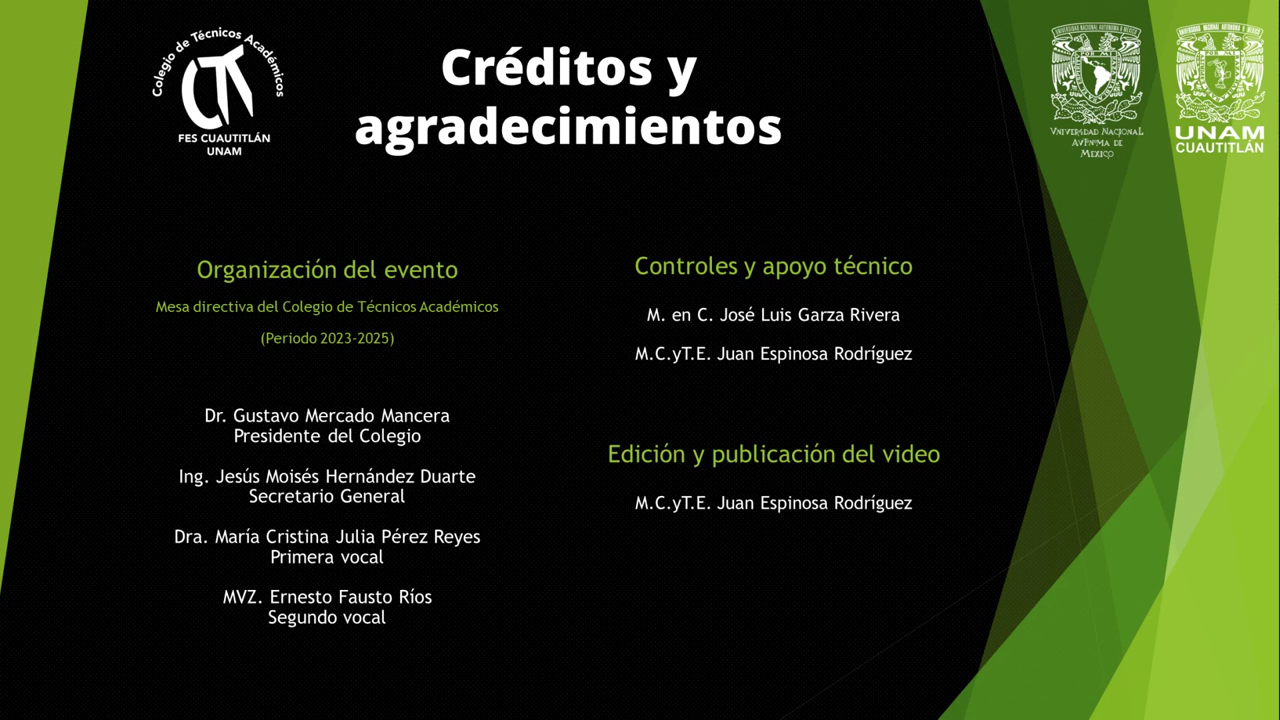 Colegio de Técnicos Académicos
FES CUAUTITLÁN
UNAM
Créditos y
agradecimientos
UNIVERSIDAD NACIONAL
AVTNMA DE
MEXICO
UNAM
CUAUTITLÁN
Organización del evento
Mesa directiva del Colegio de Técnicos Académicos
(Periodo 2023-2025)
Dr. Gustavo Mercado Mancera
Presidente del Colegio
Ing. Jesús Moisés Hernández Duarte
Secretario General
Dra. María Cristina Julia Pérez Reyes
Primera vocal
MVZ. Ernesto Fausto Ríos
Segundo vocal
Controles y apoyo técnico
M. en C. José Luis Garza Rivera
M.C.yT.E. Juan Espinosa Rodríguez
Edición y publicación del video
M.C.yT.E. Juan Espinosa Rodríguez